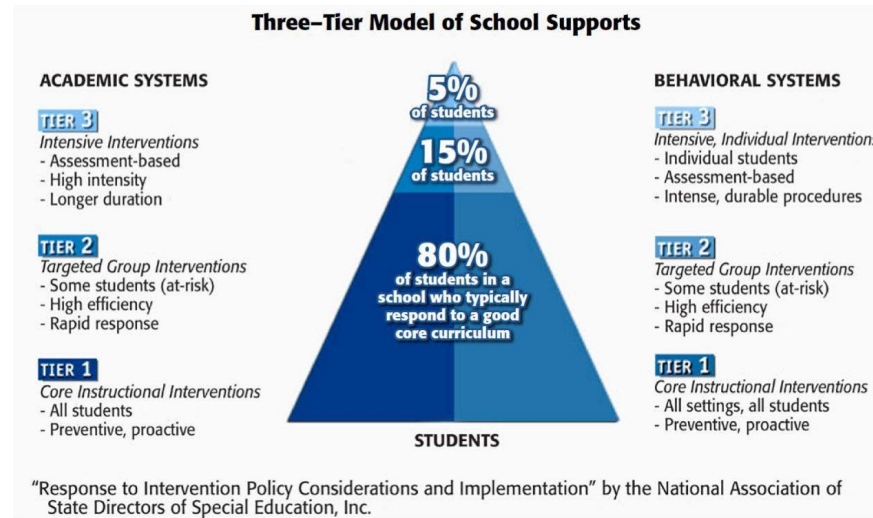 Three–Tier Model of School Supports
ACADEMIC SYSTEMS
TIER 3
Intensive Interventions
- Assessment-based
- High intensity
- Longer duration
TIER 2
Targeted Group Interventions
- Some students (at-risk)
- High efficiency
- Rapid response
TIER 1
Core Instructional Interventions
- All students
- Preventive, proactive
5%
of students
15%
of students
80%
of students in a
school who typically
respond to a good
core curriculum
STUDENTS
BEHAVIORAL SYSTEMS
TIER 3
Intensive, Individual Interventions
- Individual students
- Assessment-based
- Intense, durable procedures
TIER 2
Targeted Group Interventions
- Some students (at-risk)
- High efficiency
- Rapid response
TIER 1
Core Instructional Interventions
- All settings, all students
- Preventive, proactive
“Response to Intervention Policy Considerations and Implementation” by the National Association of
State Directors of Special Education, Inc.